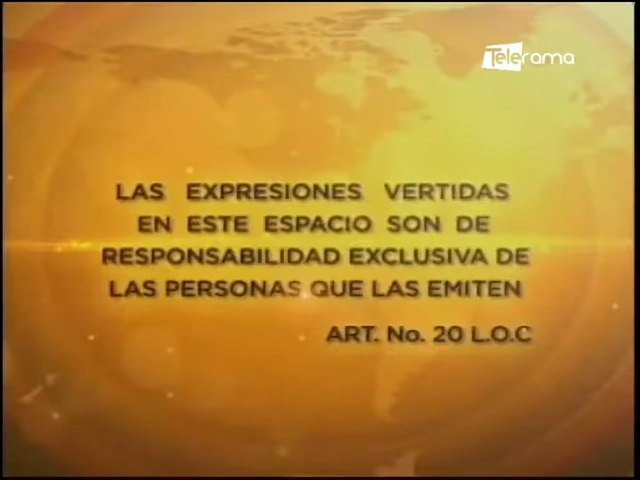 Telerama
LAS EXPRESIONES VERTIDAS
EN ESTE ESPACIO SON DE
RESPONSABILIDAD EXCLUSIVA DE
LAS PERSONAS QUE LAS EMITEN
ART. No. 20 L.O.C